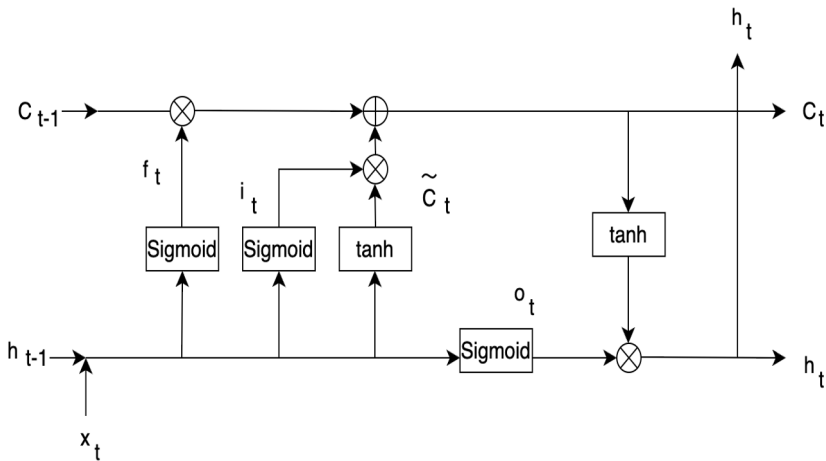 h t
C t-1
C t
f t
i t
C̃ t
Sigmoid
Sigmoid
tanh
tanh
o t
h t-1
Sigmoid
h t
x t